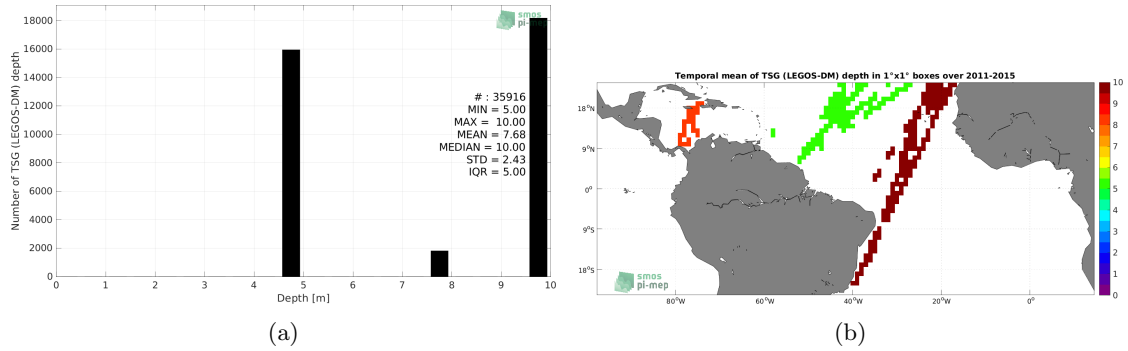 18000
16000
14000
12000
10000
8000
6000
4000
2000
0
Number of TSG (LEGOS-DM) depth
smos
pi-mep
# : 35916
MIN = 5.00
MAX = 10.00
MEAN = 7.68
MEDIAN = 10.00
STD = 2.43
IQR = 5.00
0 1 2 3 4 5 6 7 8 9 10
Depth [m]
(a)
Temporal mean of TSG (LEGOS-DM) depth in 1°x1° boxes over 2011-2015
18°N
9°N
0°
9°S
18°S
80°W 60°W 40°W 20°W 0°
smos
pi-mep
10
9
8
7
6
5
4
3
2
1
0
(b)